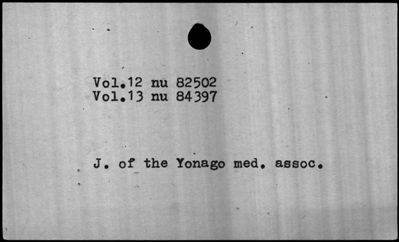 Vol.12 nu 82502
Vol.13 nu 84397
J. of the Yonago med. assoc.